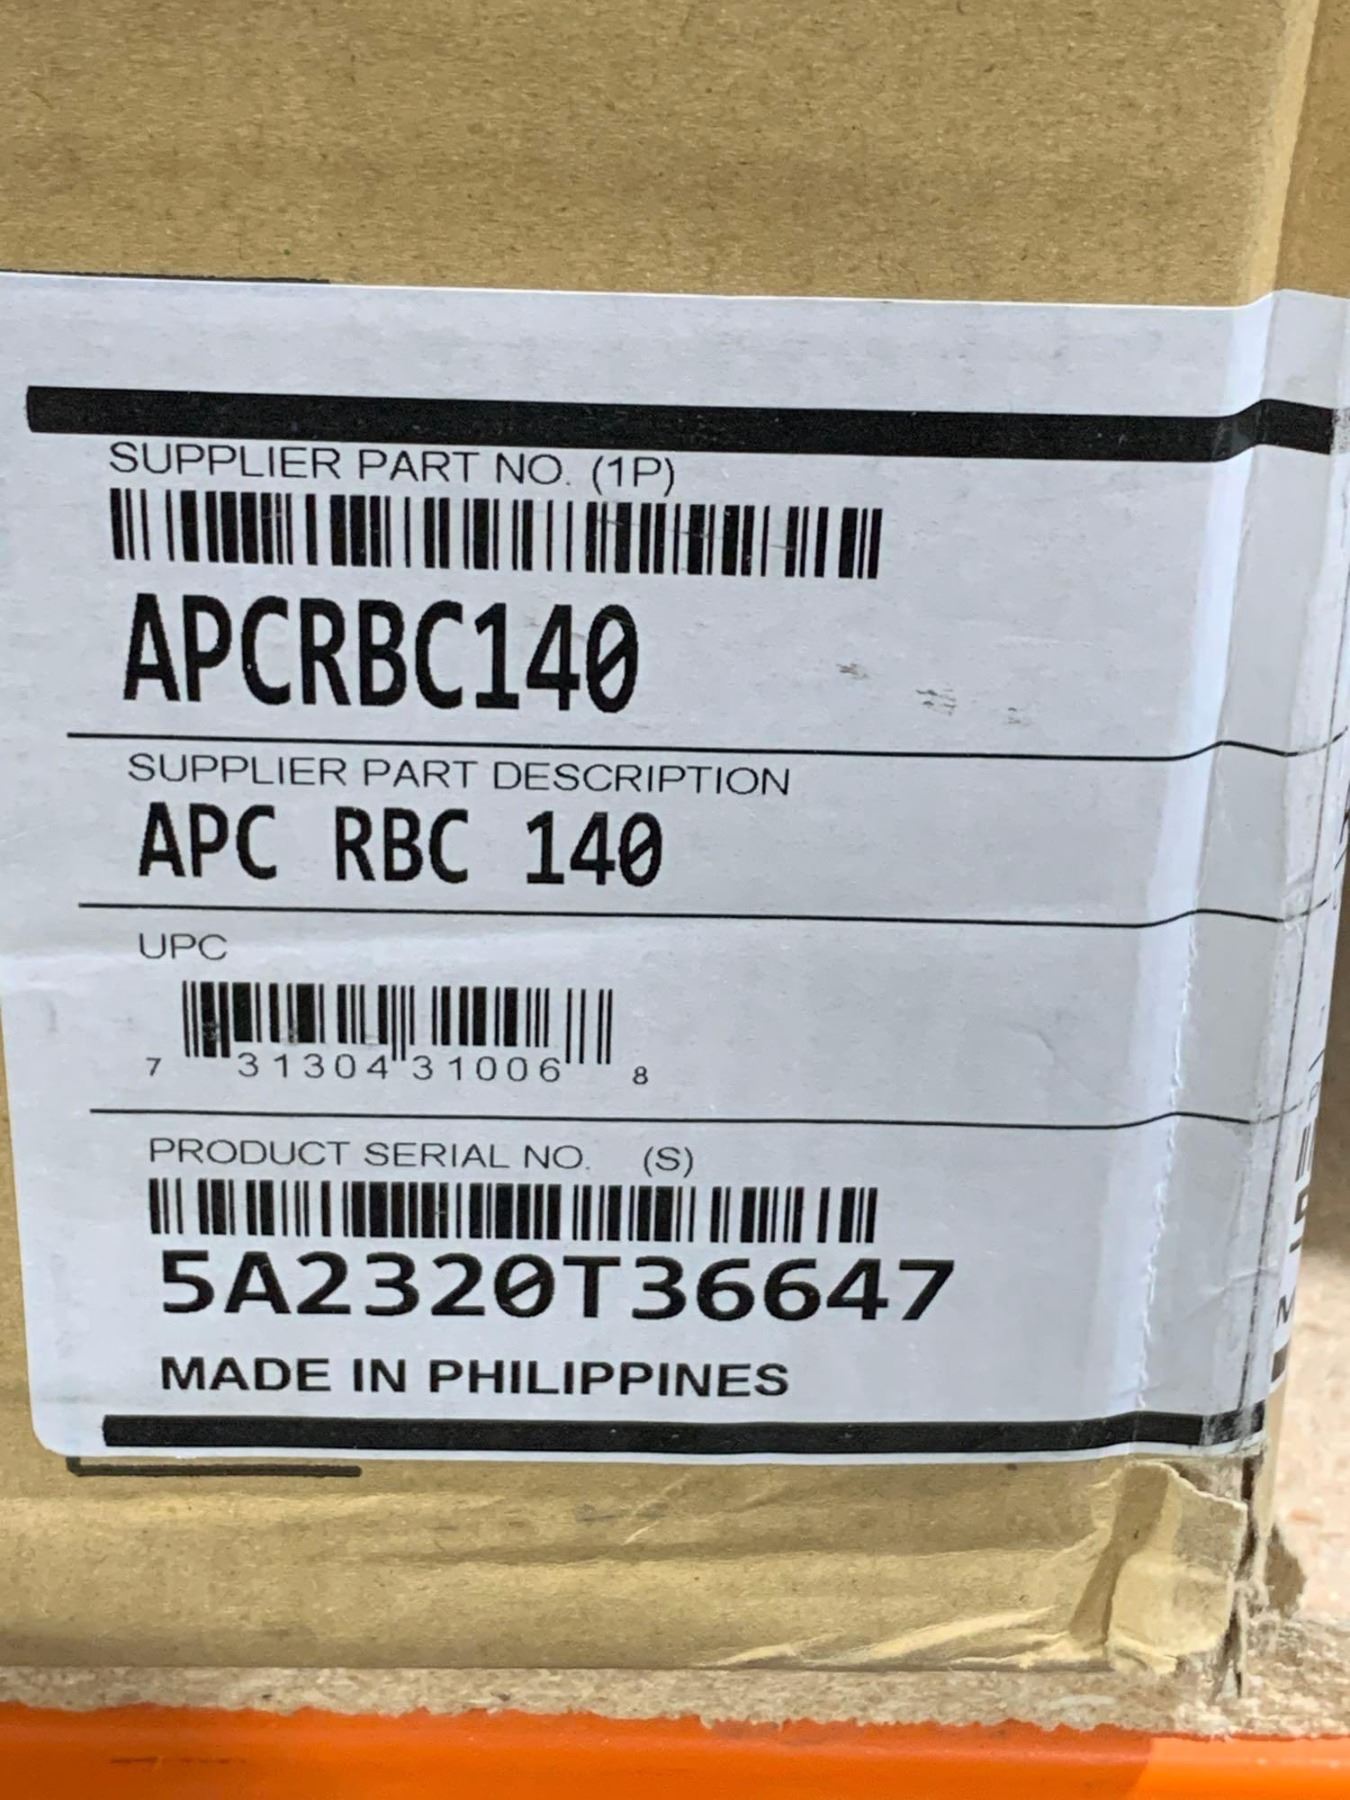 SUPPLIER PART NO. (1P)
APCRBC140
SUPPLIER PART DESCRIPTION
APC RBC 140
UPC
7 31304 31006 8
PRODUCT SERIAL NO. (S)
5A2320T36647
MADE IN PHILIPPINES